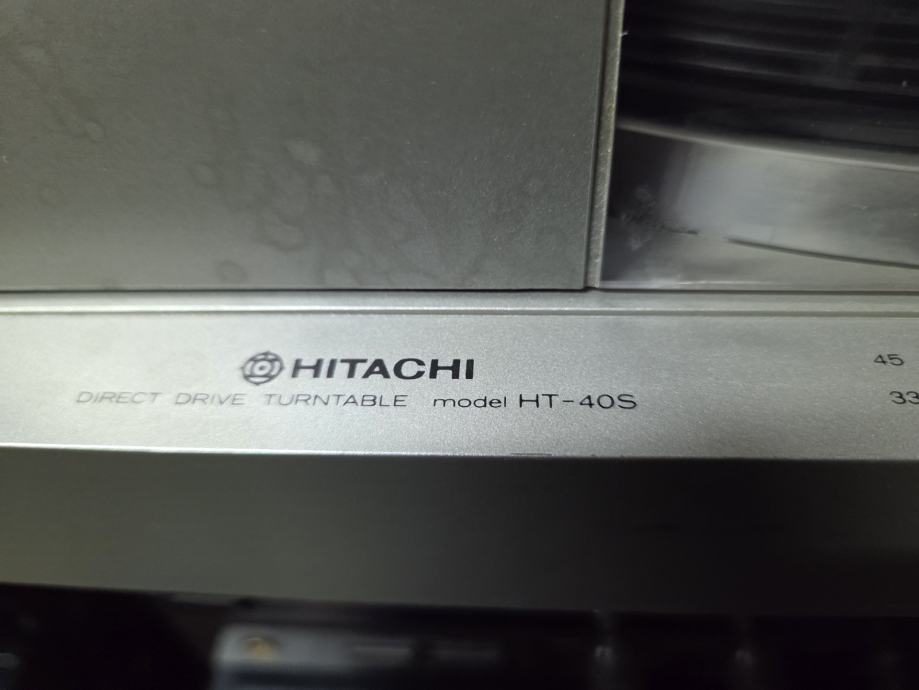 HITACHI
DIRECT DRIVE TURNTABLE model HT-40S
45
33